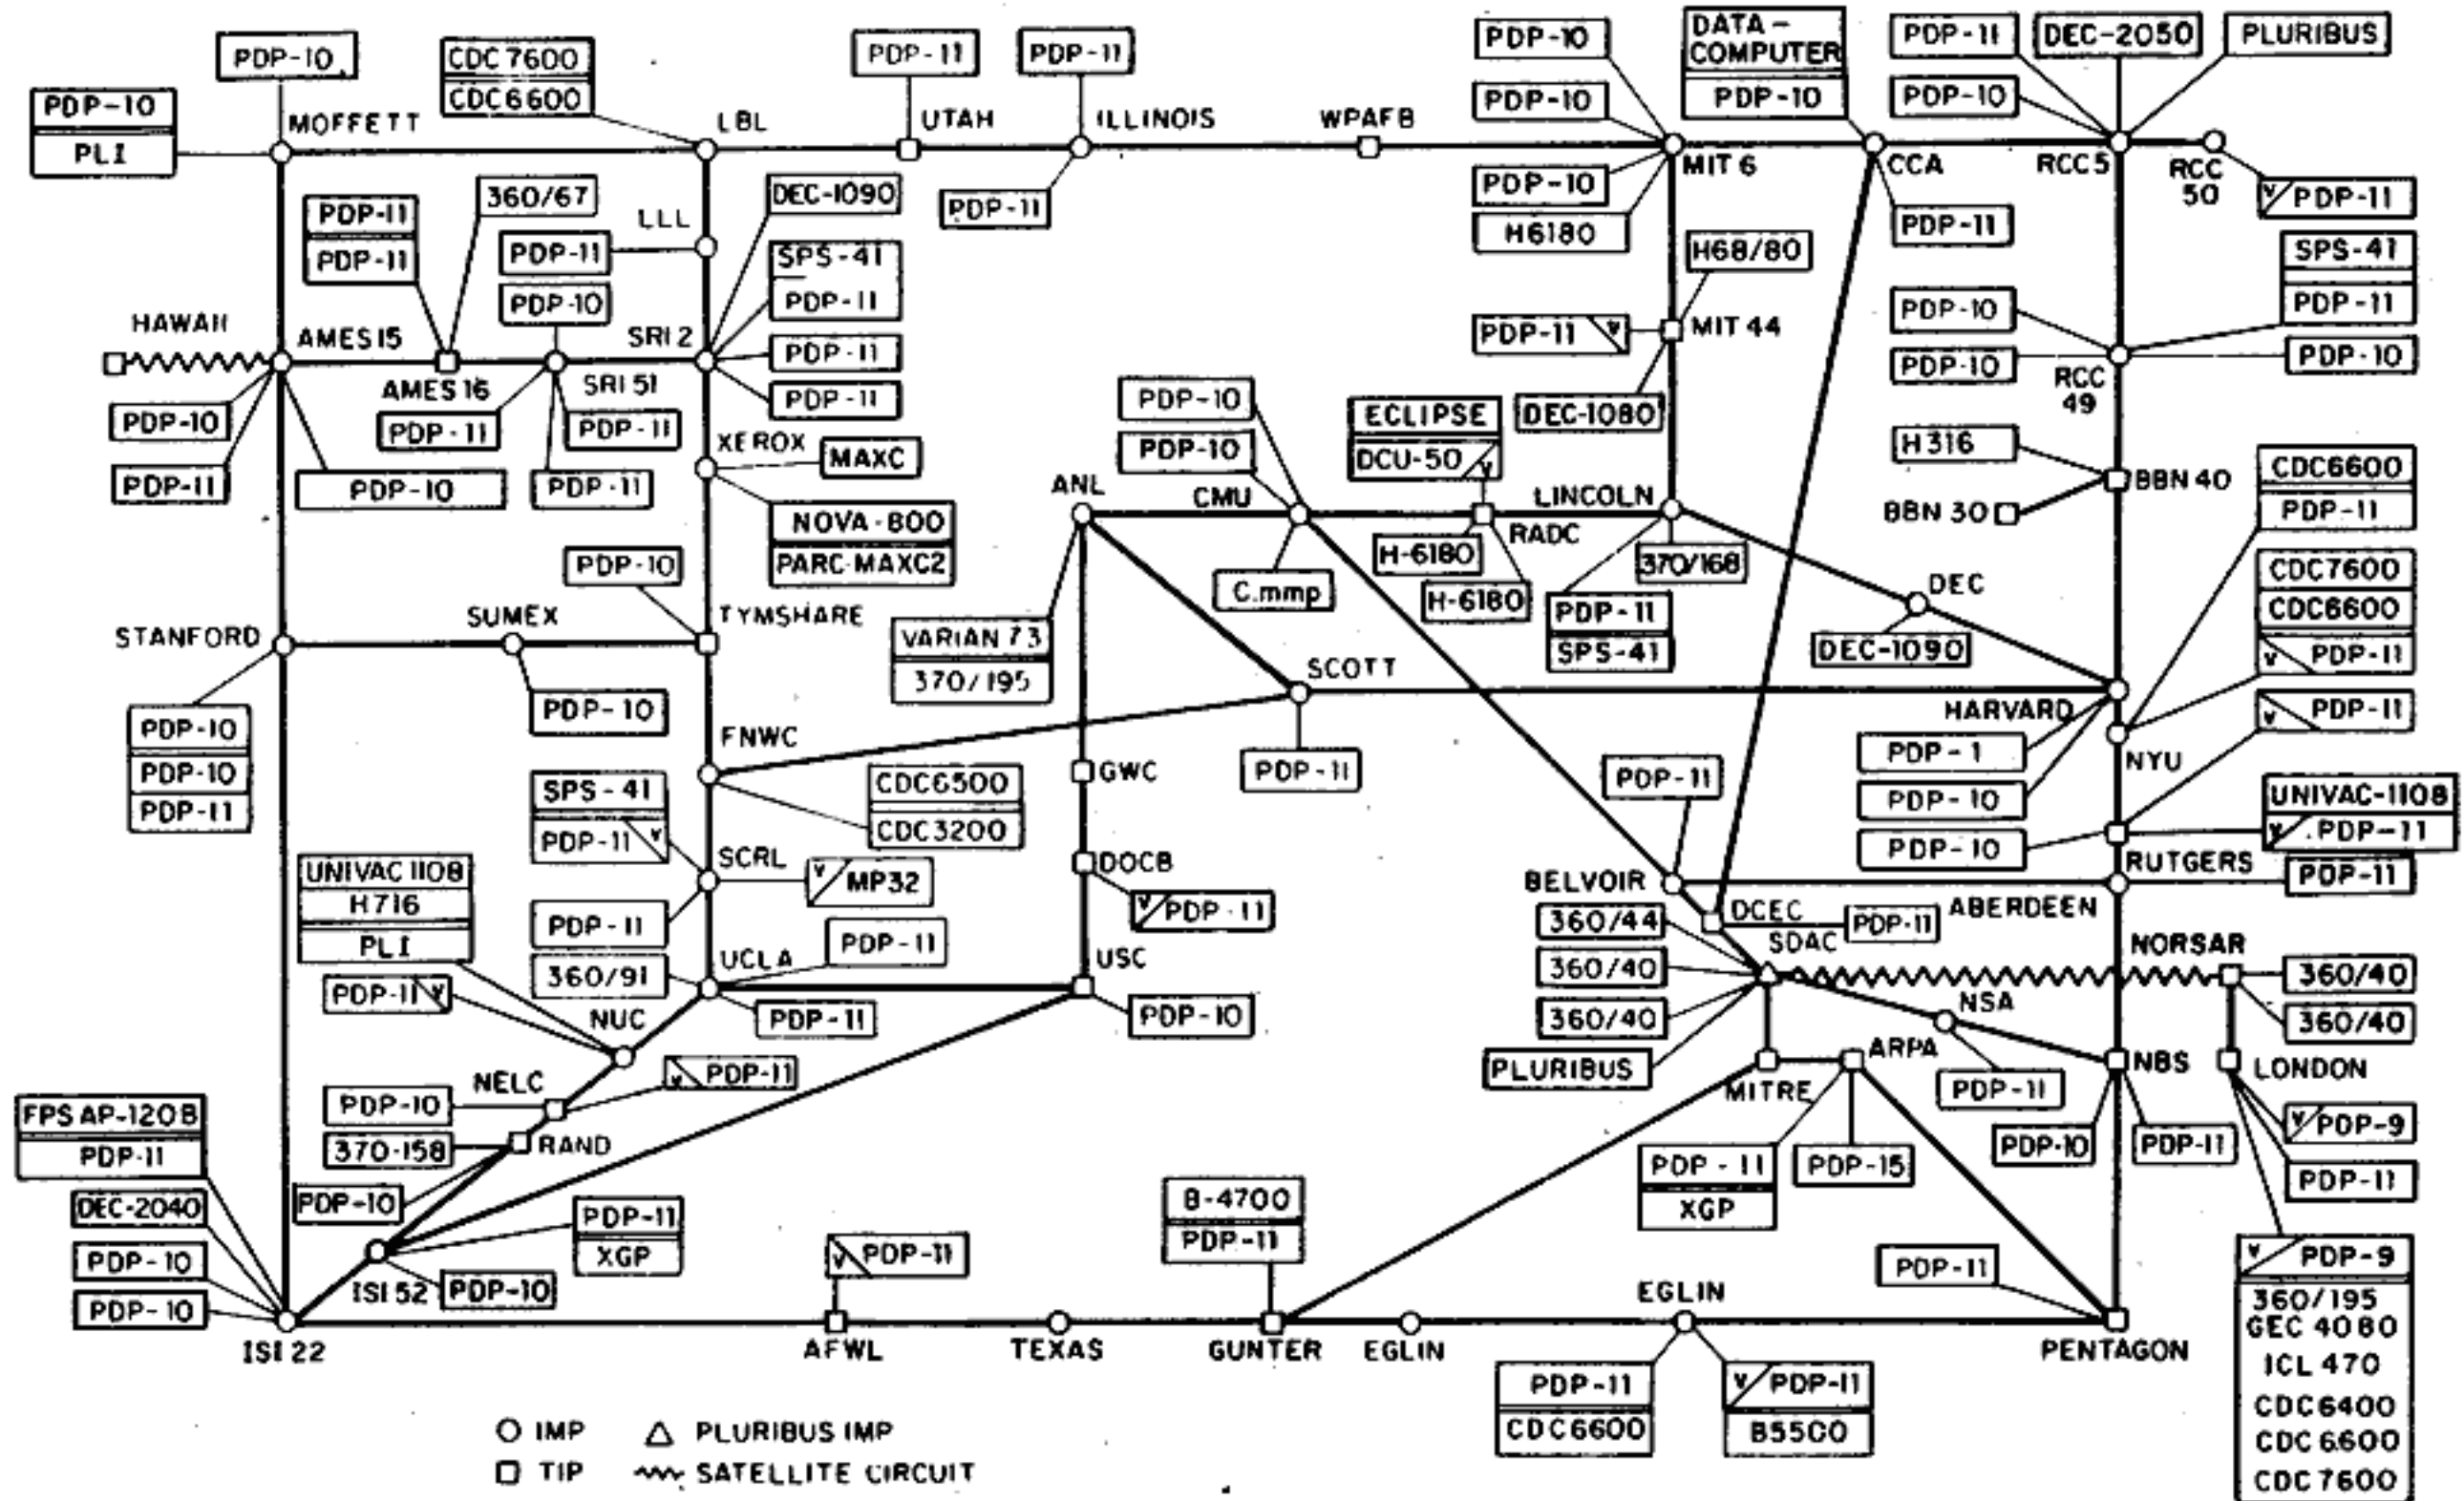 PDP-10
CDC 7600
CDC6600
PDP-11
PDP-11
PDP-10
DATA-
COMPUTER
PDP-10
PDP-11
DEC-2050
PLURIBUS
PDP-10
PLI
MOFFETT
LBL
UTAH
ILLINOIS
WPAFB
PDP-10
PDP-10
MIT 6
CCA
PDP-10
RCC5
RCC
50
PDP-11
V
PDP-11
PDP-11
360/67
LLL
PDP-11
DEC-1090
PDP-11
H6180
PDP-11
PDP-11
PDP-10
SPS-41
PDP-11
H68/80
SPS-41
PDP-11
HAWAII
AMES15
AMES16
SRI51
SRI 2
PDP-11
PDP-11
PDP-11
V
MIT 44
PDP-10
PDP-10
RCC
49
PDP-10
PDP-10
PDP-11
PDP-10
PDP-11
PDP-11
PDP-11
XEROX
MAXC
NOVA-800
PARC-MAXC2
PDP-10
PDP-10
ECLIPSE
DCU-50
V
DEC-1080
H316
BBN 40
BBN 30
CDC6600
PDP-11
ANL
CMU
RADC
LINCOLN
C.mmp
H-6180
H-6180
370/168
PDP-11
SPS-41
DEC
DEC-1090
CDC7600
CDC6600
V
PDP-11
STANFORD
SUMEX
PDP-10
TYMSHARE
VARIAN 73
370/195
SCOTT
PDP-11
HARVARD
V
PDP-11
PDP-10
PDP-10
PDP-11
PDP-10
FNWC
CDC6500
CDC3200
GWC
PDP-11
PDP-1
PDP-10
NYU
PDP-10
RUTGERS
UNIVAC-1108
V
PDP-11
SPS-41
PDP-11
V
SCRL
V
MP32
PDP-11
DOCB
V
PDP-11
BELVOIR
ABERDEEN
PDP-11
UNIVAC 1108
H716
PLI
PDP-11
V
360/91
UCLA
PDP-11
PDP-11
USC
PDP-10
360/44
360/40
360/40
PLURIBUS
DCEC
PDP-11
SDAC
NORSAR
360/40
360/40
NUC
NELC
PDP-10
V
PDP-11
MITRE
ARPA
NSA
PDP-11
NBS
LONDON
FPS AP-120B
PDP-11
DEC-2040
PDP-10
PDP-10
370-158
RAND
PDP-10
PDP-11
XGP
PDP-10
ISI 52
ISI 22
V
PDP-11
B-4700
PDP-11
PDP-11
XGP
PDP-15
PDP-10
PDP-11
V
PDP-9
PDP-11
PDP-11
AFWL
TEXAS
GUNTER
EGLIN
EGLIN
PENTAGON
PDP-11
CDC6600
V
PDP-11
B5500
V
PDP-9
360/195
GEC 4080
ICL 470
CDC6400
CDC6600
CDC7600
IMP
PLURIBUS IMP
TIP
SATELLITE CIRCUIT